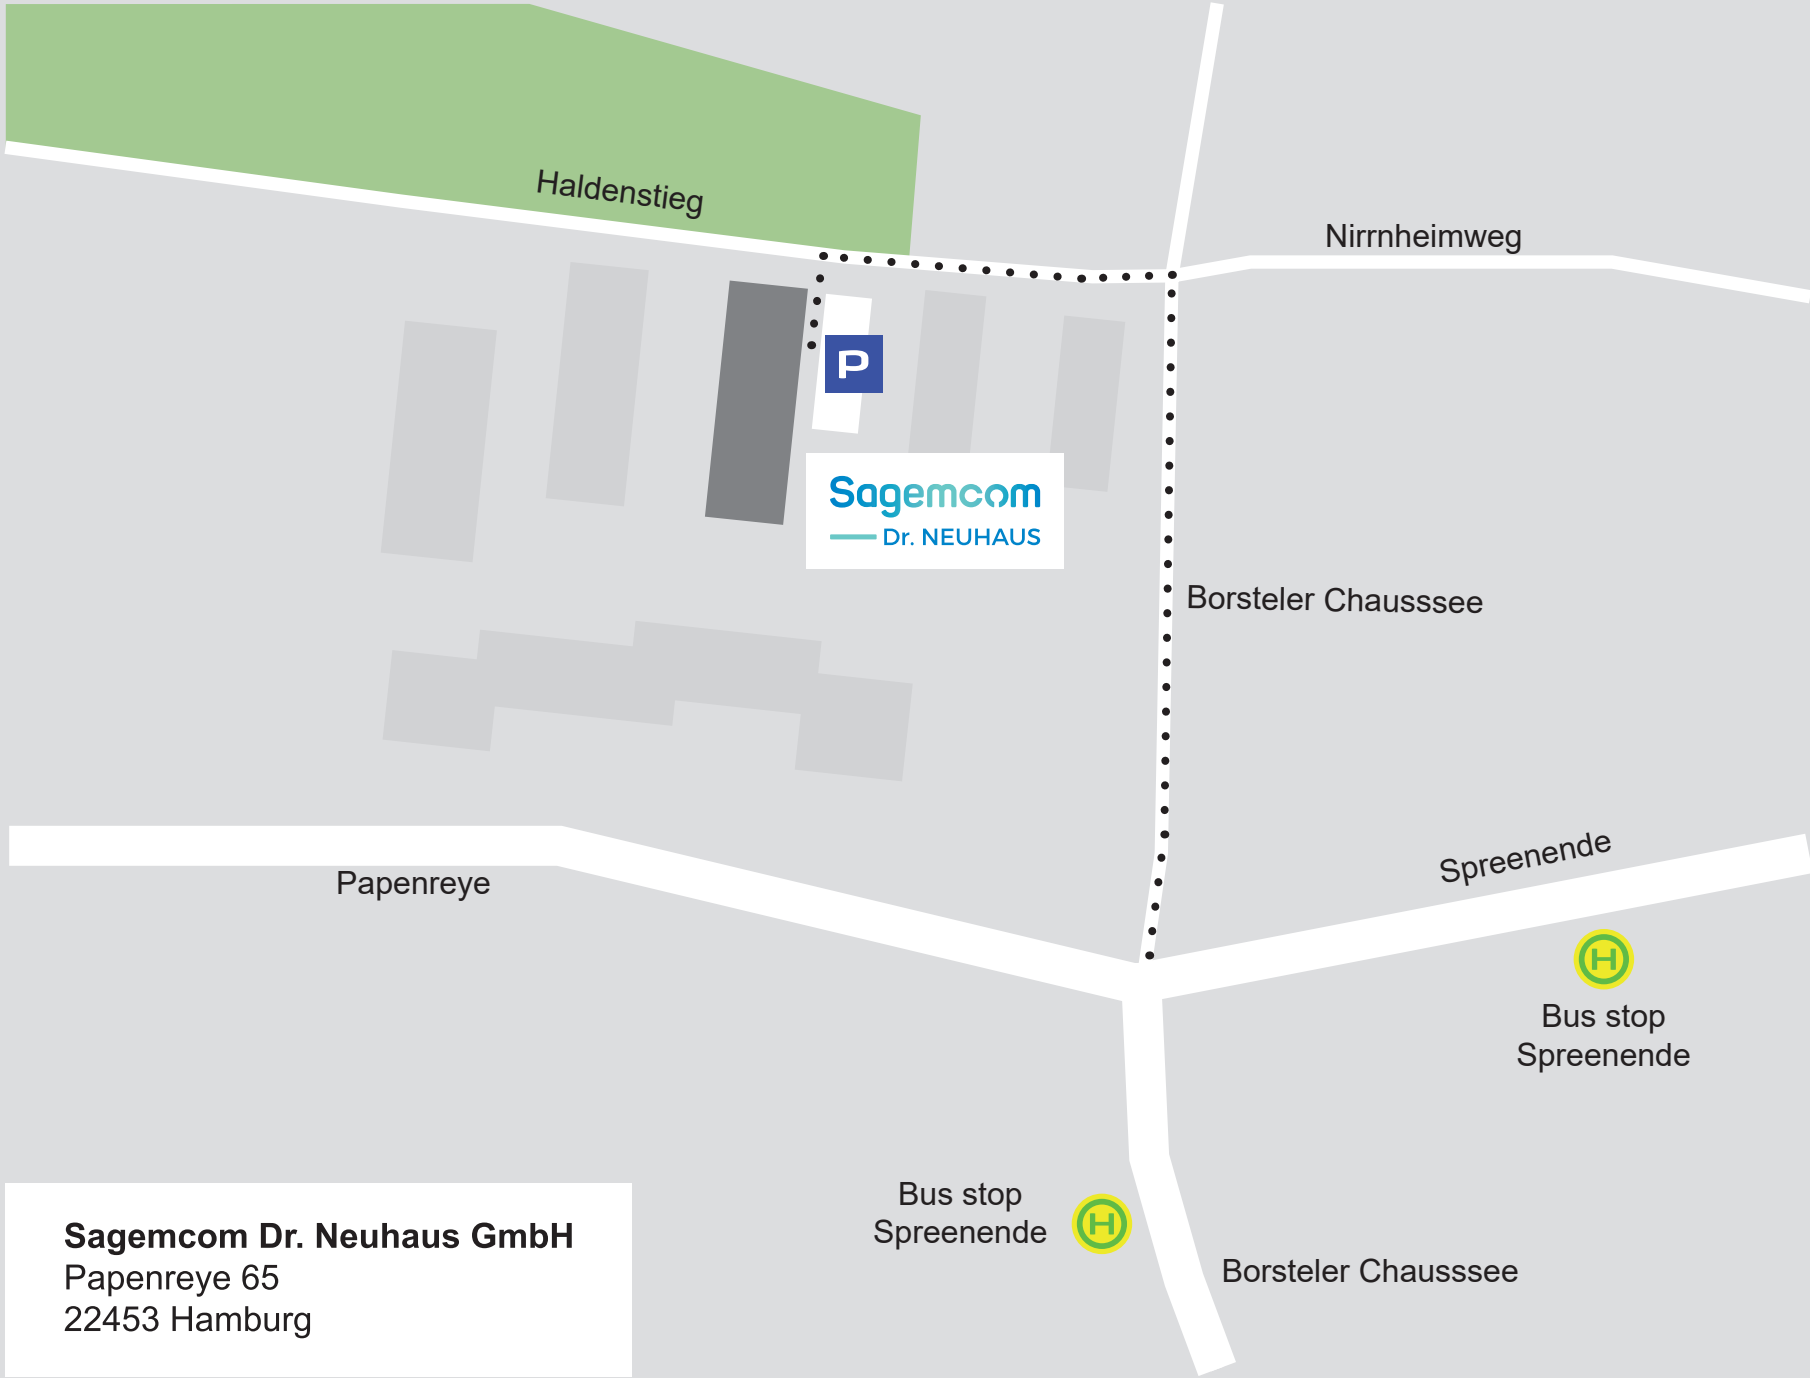 Haldenstieg
Nirrnheimweg
P
Sagemcom
Dr. NEUHAUS
Borsteler Chausssee
Spreenende
Papenreye
H
Bus stop
Spreenende
Bus stop
Spreenende
H
Borsteler Chausssee
Sagemcom Dr. Neuhaus GmbH
Papenreye 65
22453 Hamburg